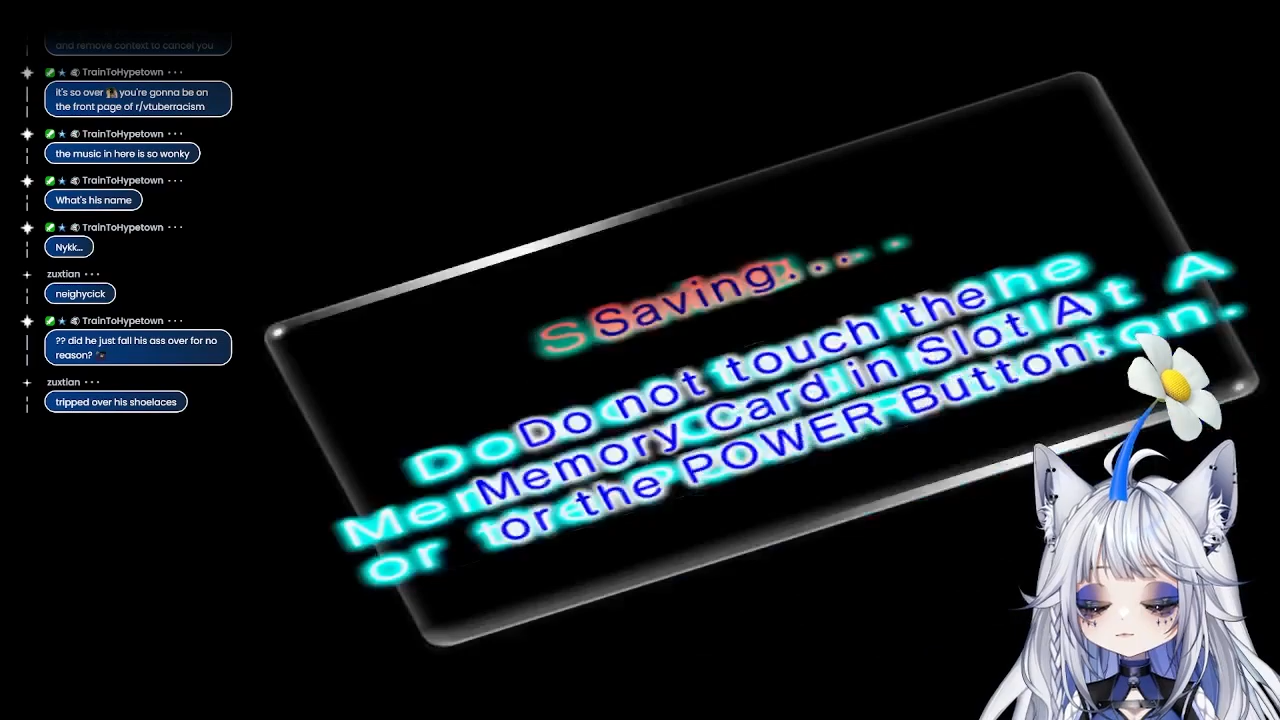 and remove context to cancel you
TrainToHypetown
it's so over you're gonna be on
the front page of r/vtuberracism
TrainToHypetown
the music in here is so wonky
TrainToHypetown
What's his name
TrainToHypetown
Nykk...
zuxtian
neighycick
TrainToHypetown
?? did he just fall his ass over for no
reason?
zuxtian
tripped over his shoelaces
Saving....
Do not touch the
Memory Card in Slot A
or the POWER Button.